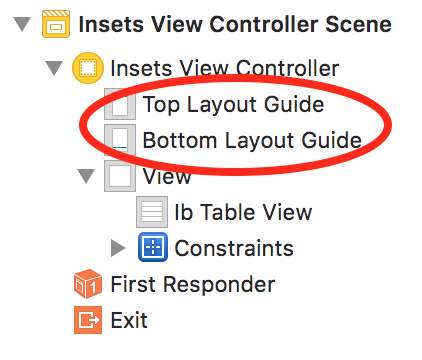 Insets View Controller Scene
Insets View Controller
Top Layout Guide
Bottom Layout Guide
View
Ib Table View
Constraints
1
First Responder
Exit